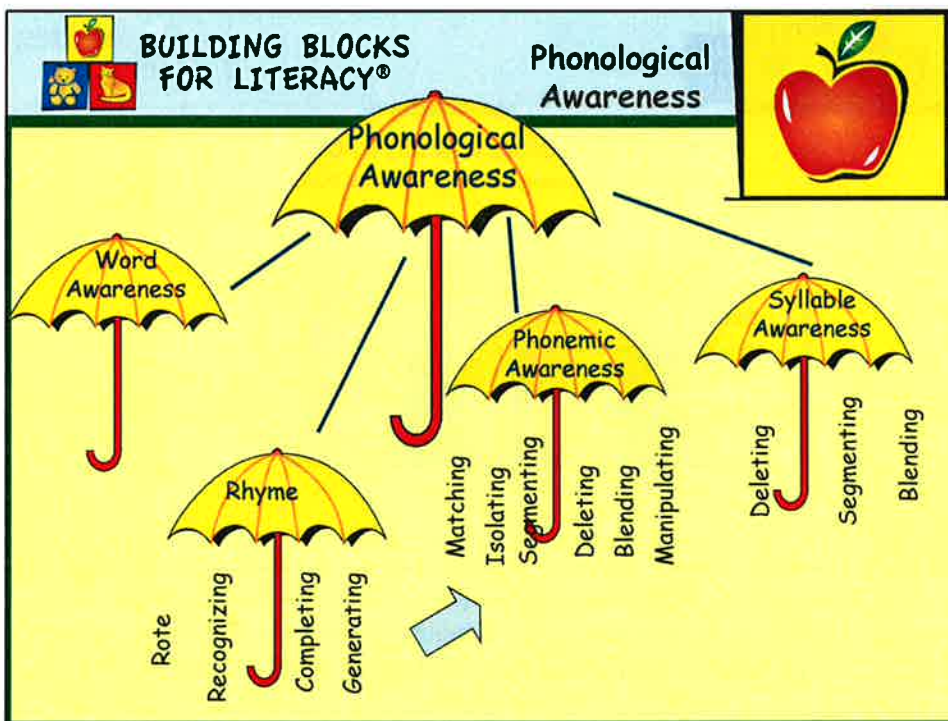 BUILDING BLOCKS
FOR LITERACY®
Phonological
Awareness
Phonological
Awareness
Word
Awareness
Rhyme
Rote
Recognizing
Completing
Generating
Phonemic
Awareness
Matching
Isolating
Segmenting
Deleting
Blending
Manipulating
Syllable
Awareness
Deleting
Segmenting
Blending